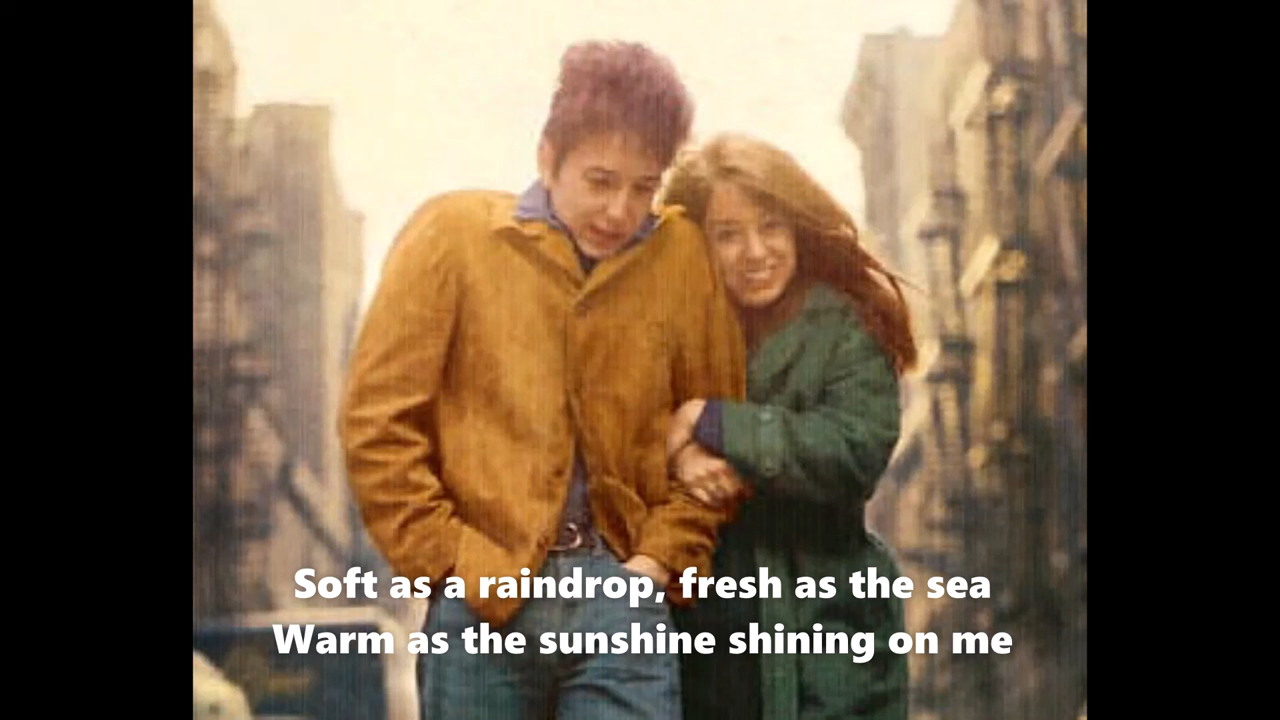 Soft as a raindrop, fresh as the sea
Warm as the sunshine shining on me